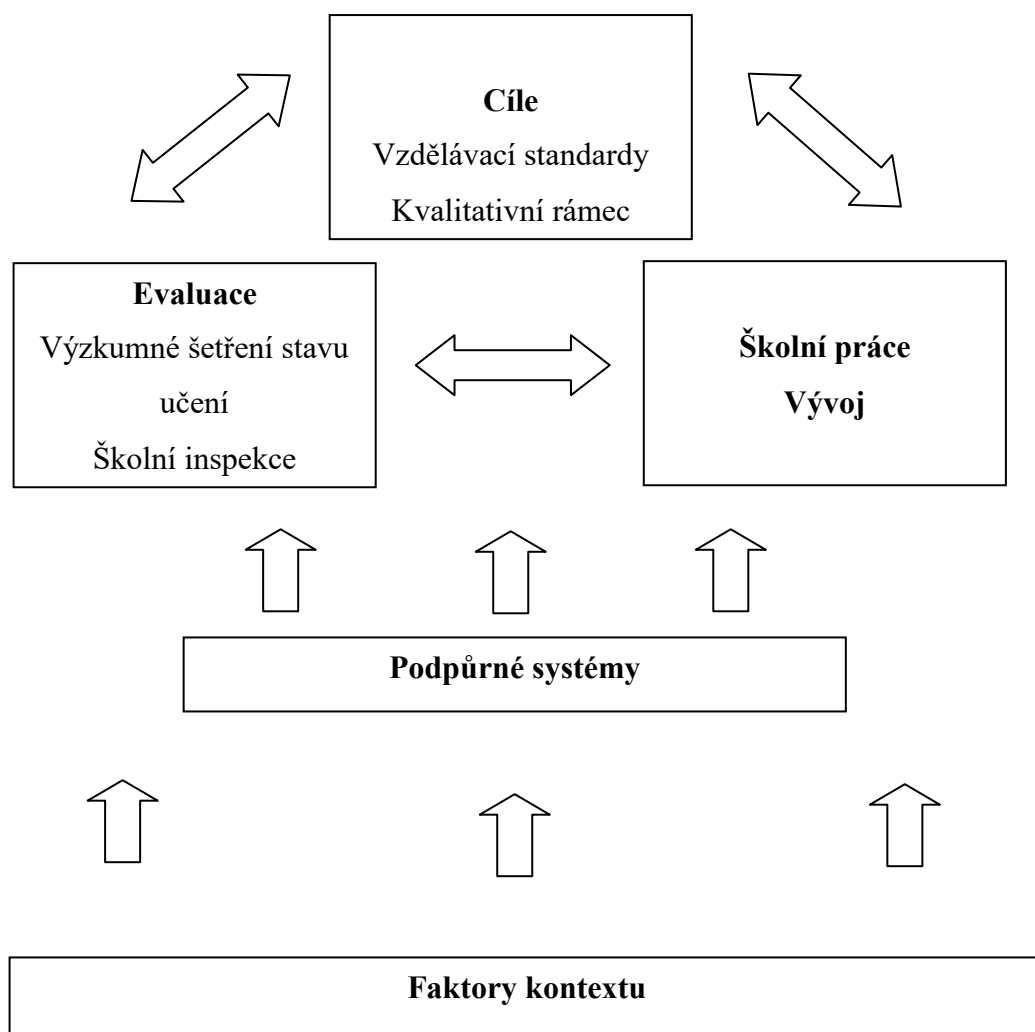 Cíle
Vzdělávací standardy
Kvalitativní rámec
Evaluace
Výzkumné šetření stavu
učení
Školní inspekce
Školní práce
Vývoj
Podpůrné systémy
Faktory kontextu